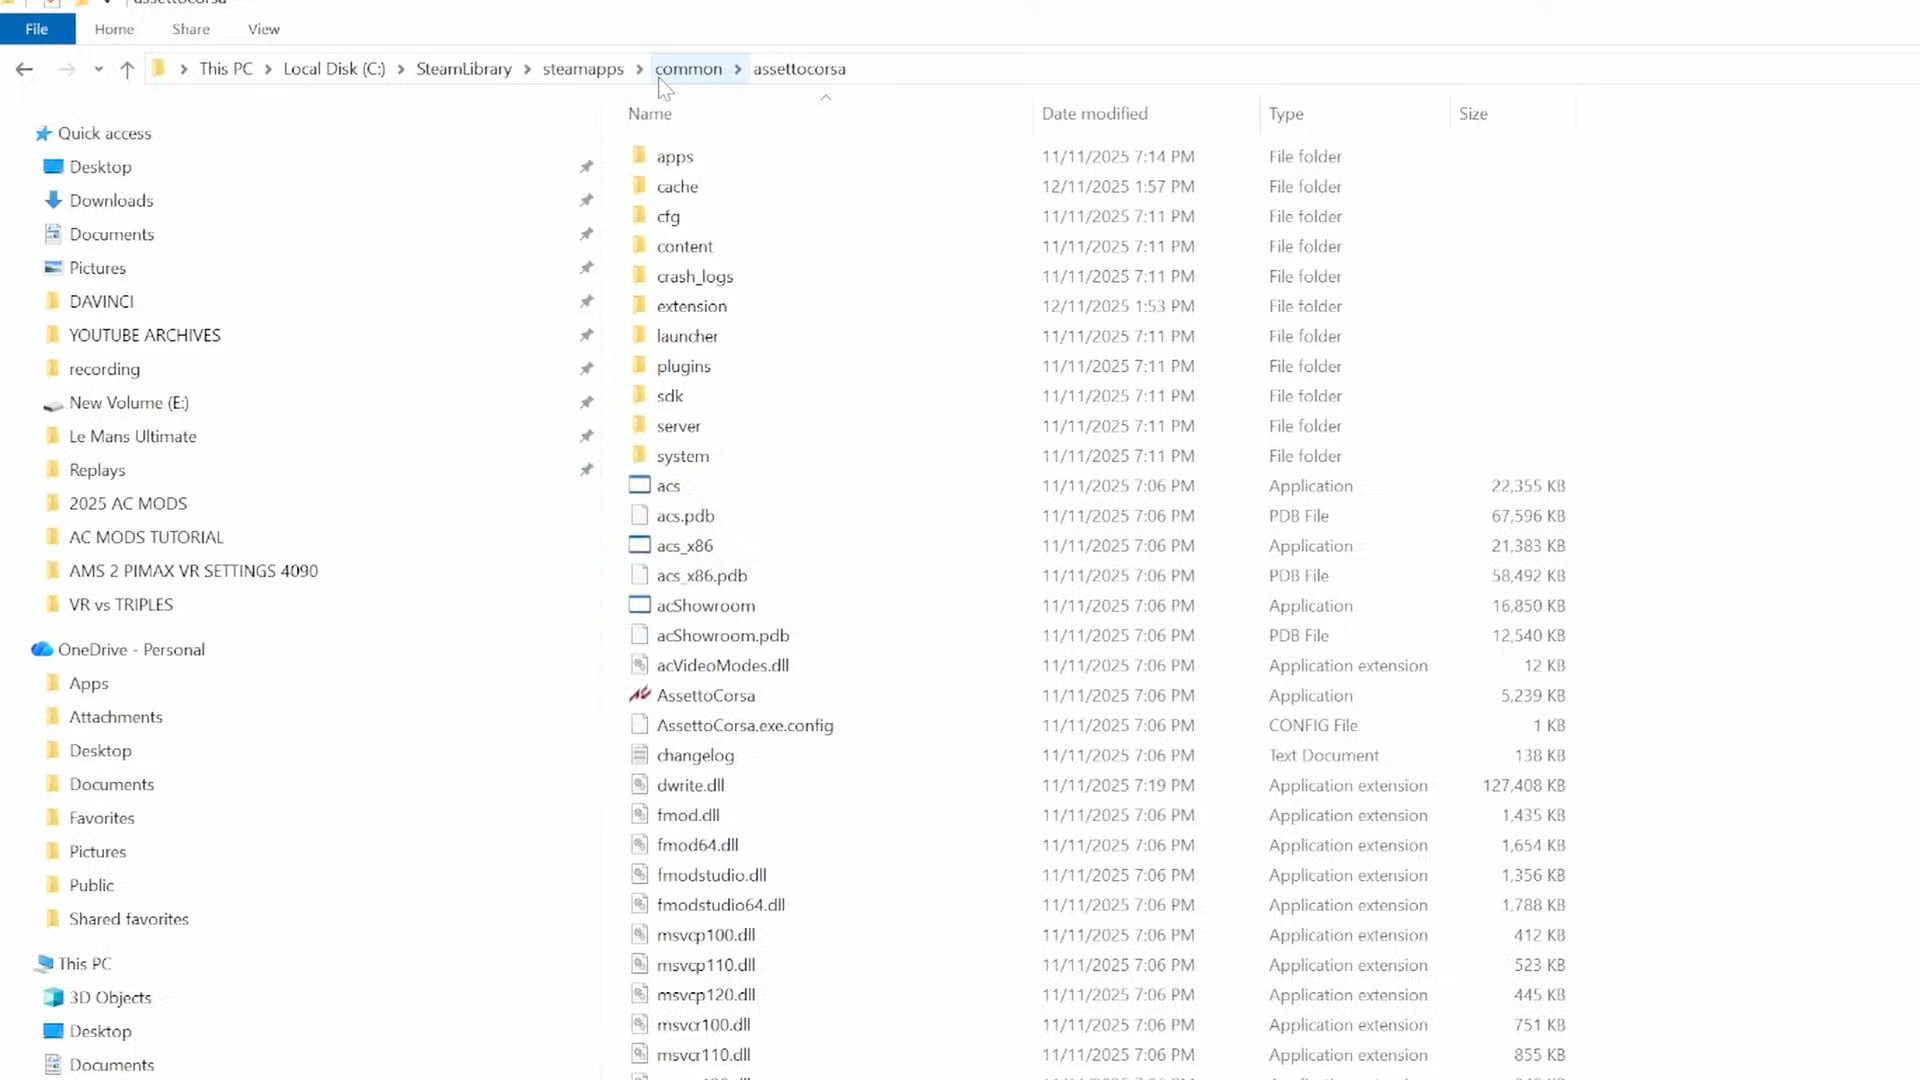 assettocorsa
File Home Share View
This PC Local Disk (C:) SteamLibrary steamapps common assettocorsa
Quick access
Desktop
Downloads
Documents
Pictures
DAVINCI
YOUTUBE ARCHIVES
recording
New Volume (E:)
Le Mans Ultimate
Replays
2025 AC MODS
AC MODS TUTORIAL
AMS 2 PIMAX VR SETTINGS 4090
VR vs TRIPLES
OneDrive - Personal
Apps
Attachments
Desktop
Documents
Favorites
Pictures
Public
Shared favorites
This PC
3D Objects
Desktop
Documents
Name Date modified Type Size
apps 11/11/2025 7:14 PM File folder
cache 12/11/2025 1:57 PM File folder
cfg 11/11/2025 7:11 PM File folder
content 11/11/2025 7:11 PM File folder
crash_logs 11/11/2025 7:11 PM File folder
extension 12/11/2025 1:53 PM File folder
launcher 11/11/2025 7:11 PM File folder
plugins 11/11/2025 7:11 PM File folder
sdk 11/11/2025 7:11 PM File folder
server 11/11/2025 7:11 PM File folder
system 11/11/2025 7:11 PM File folder
acs 11/11/2025 7:06 PM Application 22,355 KB
acs.pdb 11/11/2025 7:06 PM PDB File 67,596 KB
acs_x86 11/11/2025 7:06 PM Application 21,383 KB
acs_x86.pdb 11/11/2025 7:06 PM PDB File 58,492 KB
acShowroom 11/11/2025 7:06 PM Application 16,850 KB
acShowroom.pdb 11/11/2025 7:06 PM PDB File 12,540 KB
acVideoModes.dll 11/11/2025 7:06 PM Application extension 12 KB
AssettoCorsa 11/11/2025 7:06 PM Application 5,239 KB
AssettoCorsa.exe.config 11/11/2025 7:06 PM CONFIG File 1 KB
changelog 11/11/2025 7:06 PM Text Document 138 KB
dwrite.dll 11/11/2025 7:19 PM Application extension 127,408 KB
fmod.dll 11/11/2025 7:06 PM Application extension 1,435 KB
fmod64.dll 11/11/2025 7:06 PM Application extension 1,654 KB
fmodstudio.dll 11/11/2025 7:06 PM Application extension 1,356 KB
fmodstudio64.dll 11/11/2025 7:06 PM Application extension 1,788 KB
msvcp100.dll 11/11/2025 7:06 PM Application extension 412 KB
msvcp110.dll 11/11/2025 7:06 PM Application extension 523 KB
msvcp120.dll 11/11/2025 7:06 PM Application extension 445 KB
msvcr100.dll 11/11/2025 7:06 PM Application extension 751 KB
msvcr110.dll 11/11/2025 7:06 PM Application extension 855 KB